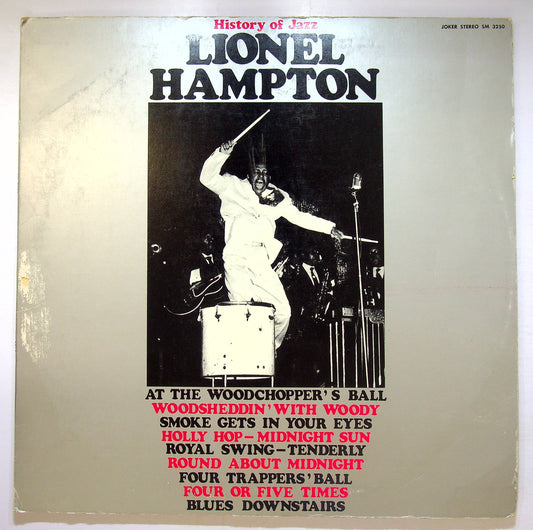 History of Jazz
JOKER STEREO SM 3250
LIONEL
HAMPTON
AT THE WOODCHOPPER'S BALL
WOODSHEDDIN' WITH WOODY
SMOKE GETS IN YOUR EYES
HOLLY HOP - MIDNIGHT SUN
ROYAL SWING - TENDERLY
ROUND ABOUT MIDNIGHT
FOUR TRAPPERS' BALL
FOUR OR FIVE TIMES
BLUES DOWNSTAIRS